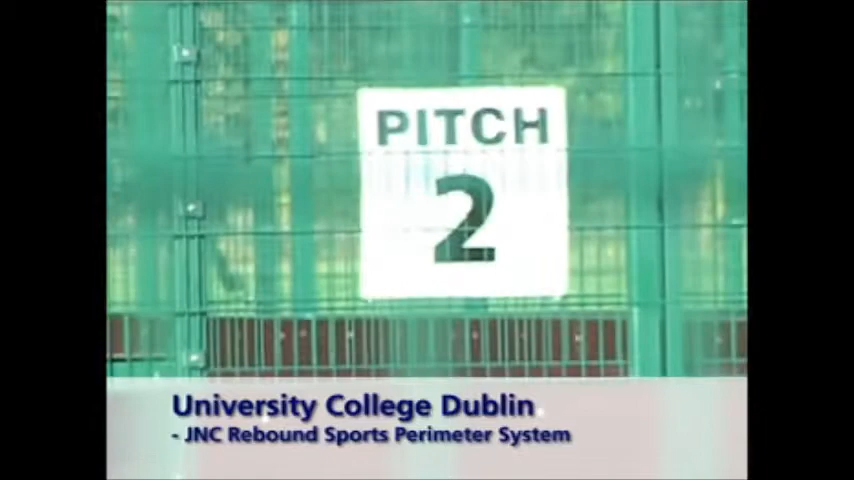 PITCH
2
University College Dublin
- JNC Rebound Sports Perimeter System